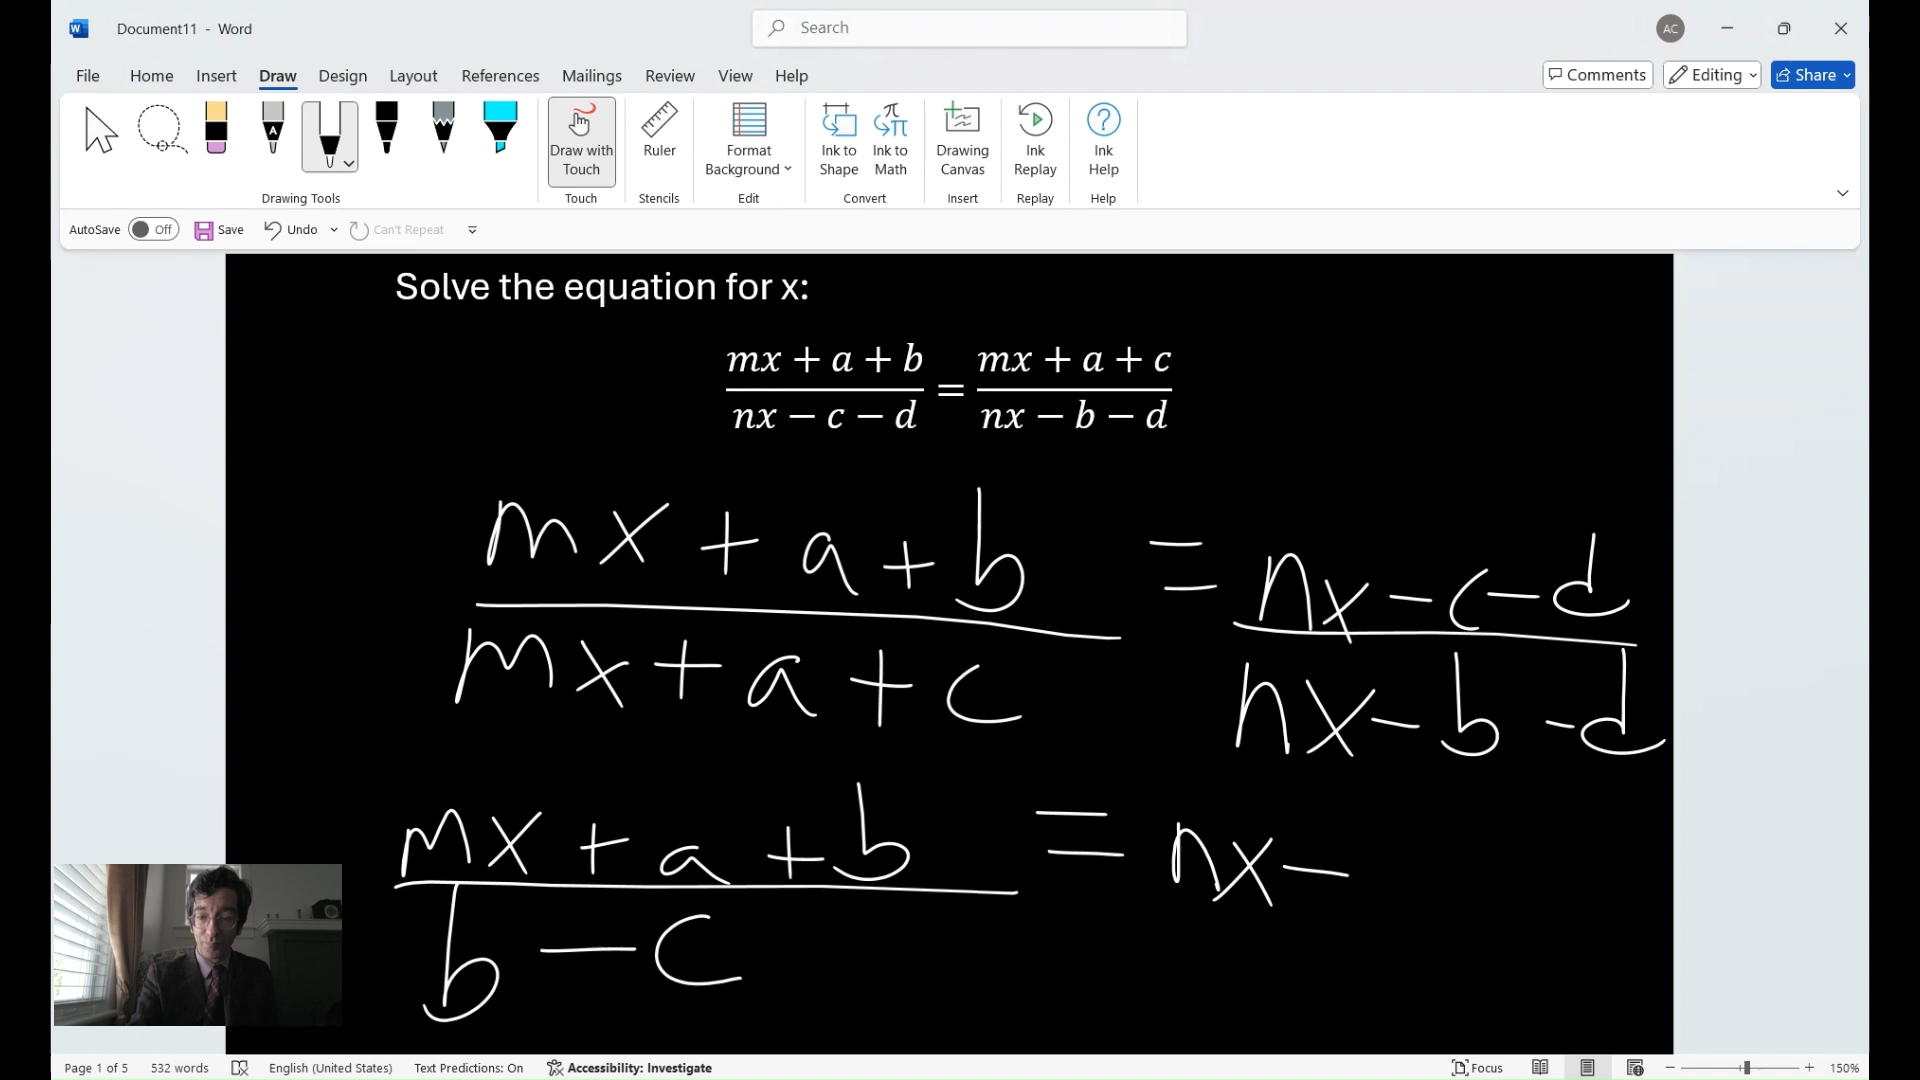 Document11 - Word
Search
AC
File Home Insert Draw Design Layout References Mailings Review View Help
Comments Editing Share
A
Draw with Touch
Ruler
Format Background
Ink to Shape
Ink to Math
Drawing Canvas
Ink Replay
Ink Help
Drawing Tools Touch Stencils Edit Convert Insert Replay Help
AutoSave Off Save Undo Can't Repeat
Solve the equation for x:
mx + a + b = mx + a + c
nx − c − d nx − b − d
mx + a + b = nx − c − d
mx + a + c nx − b − d
mx + a + b = nx −
b − c
Page 1 of 5 532 words English (United States) Text Predictions: On Accessibility: Investigate Focus 150%